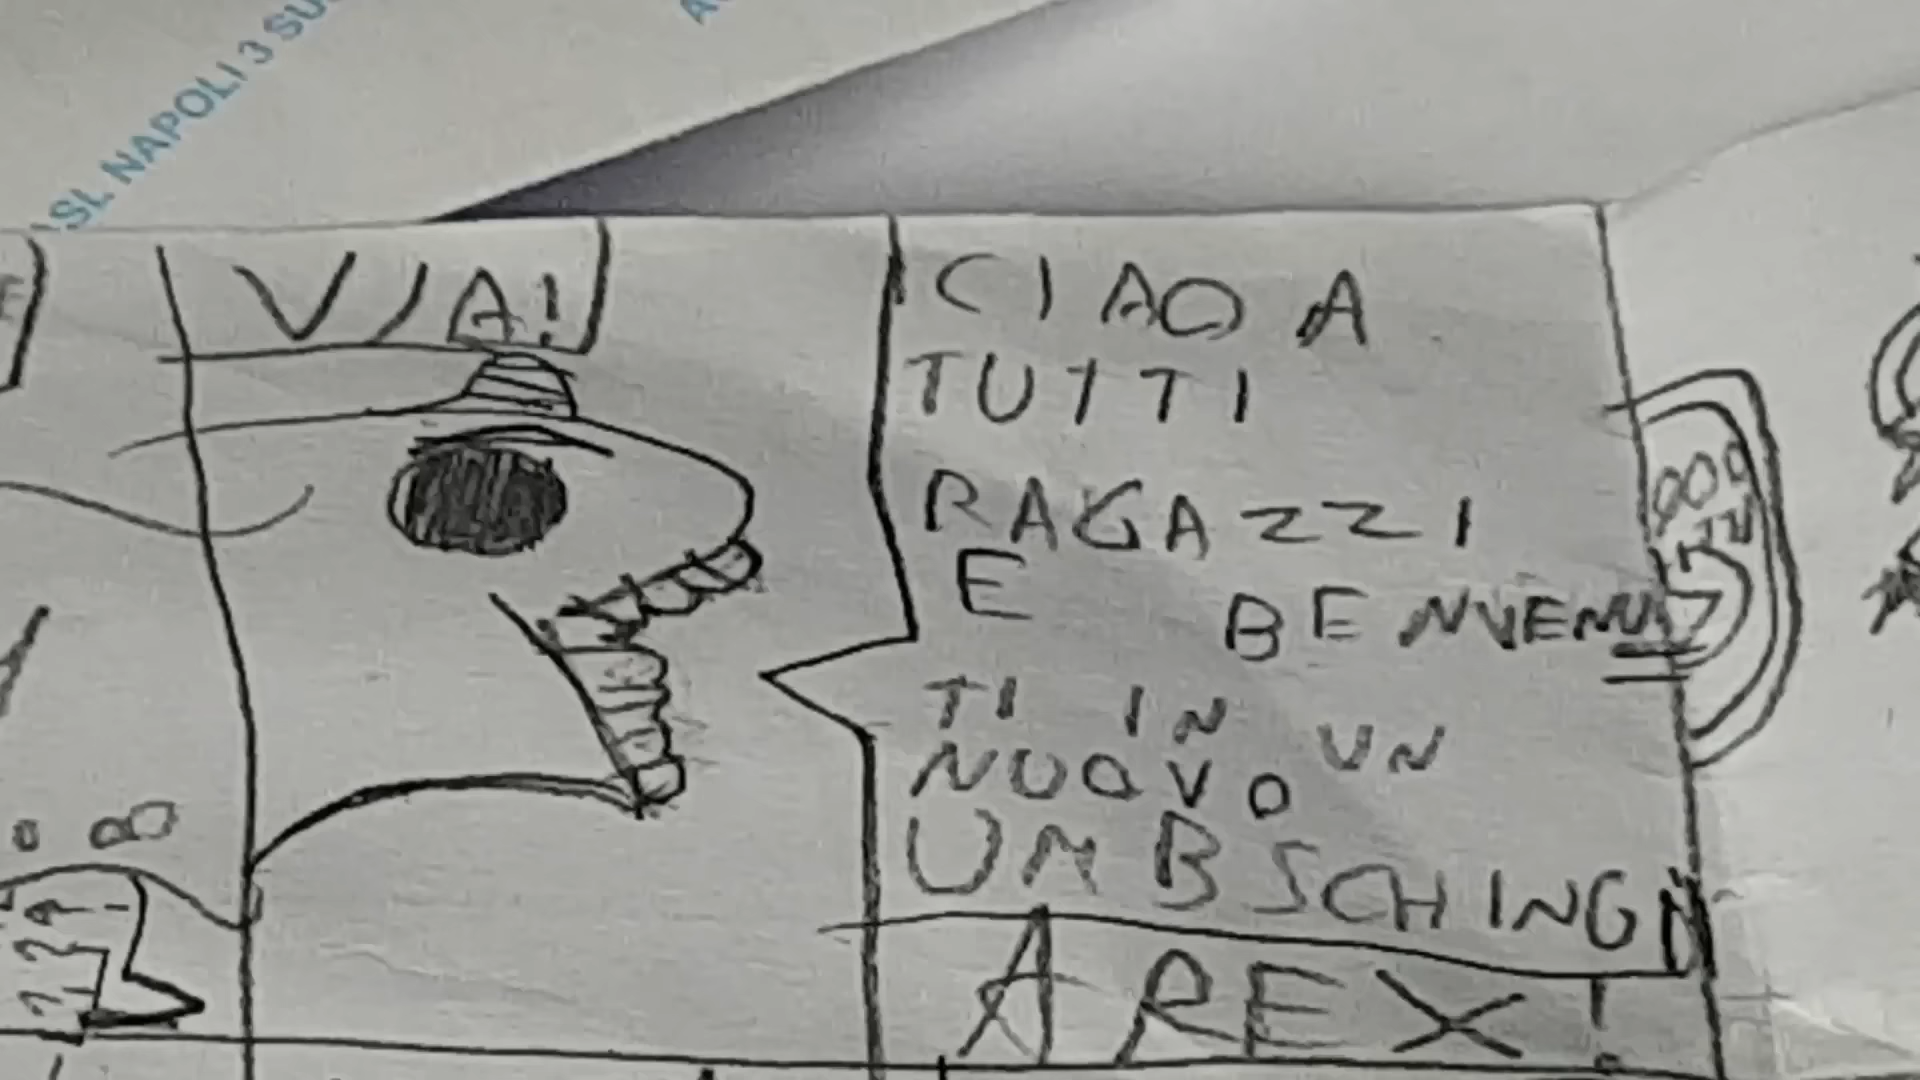 ASL NAPOLI 3 SU
VIA!
CIAO A
TUTTI
RAGAZZI
E BENVENU
TI IN UN
NUOVO
UNBSCHING
AREX!